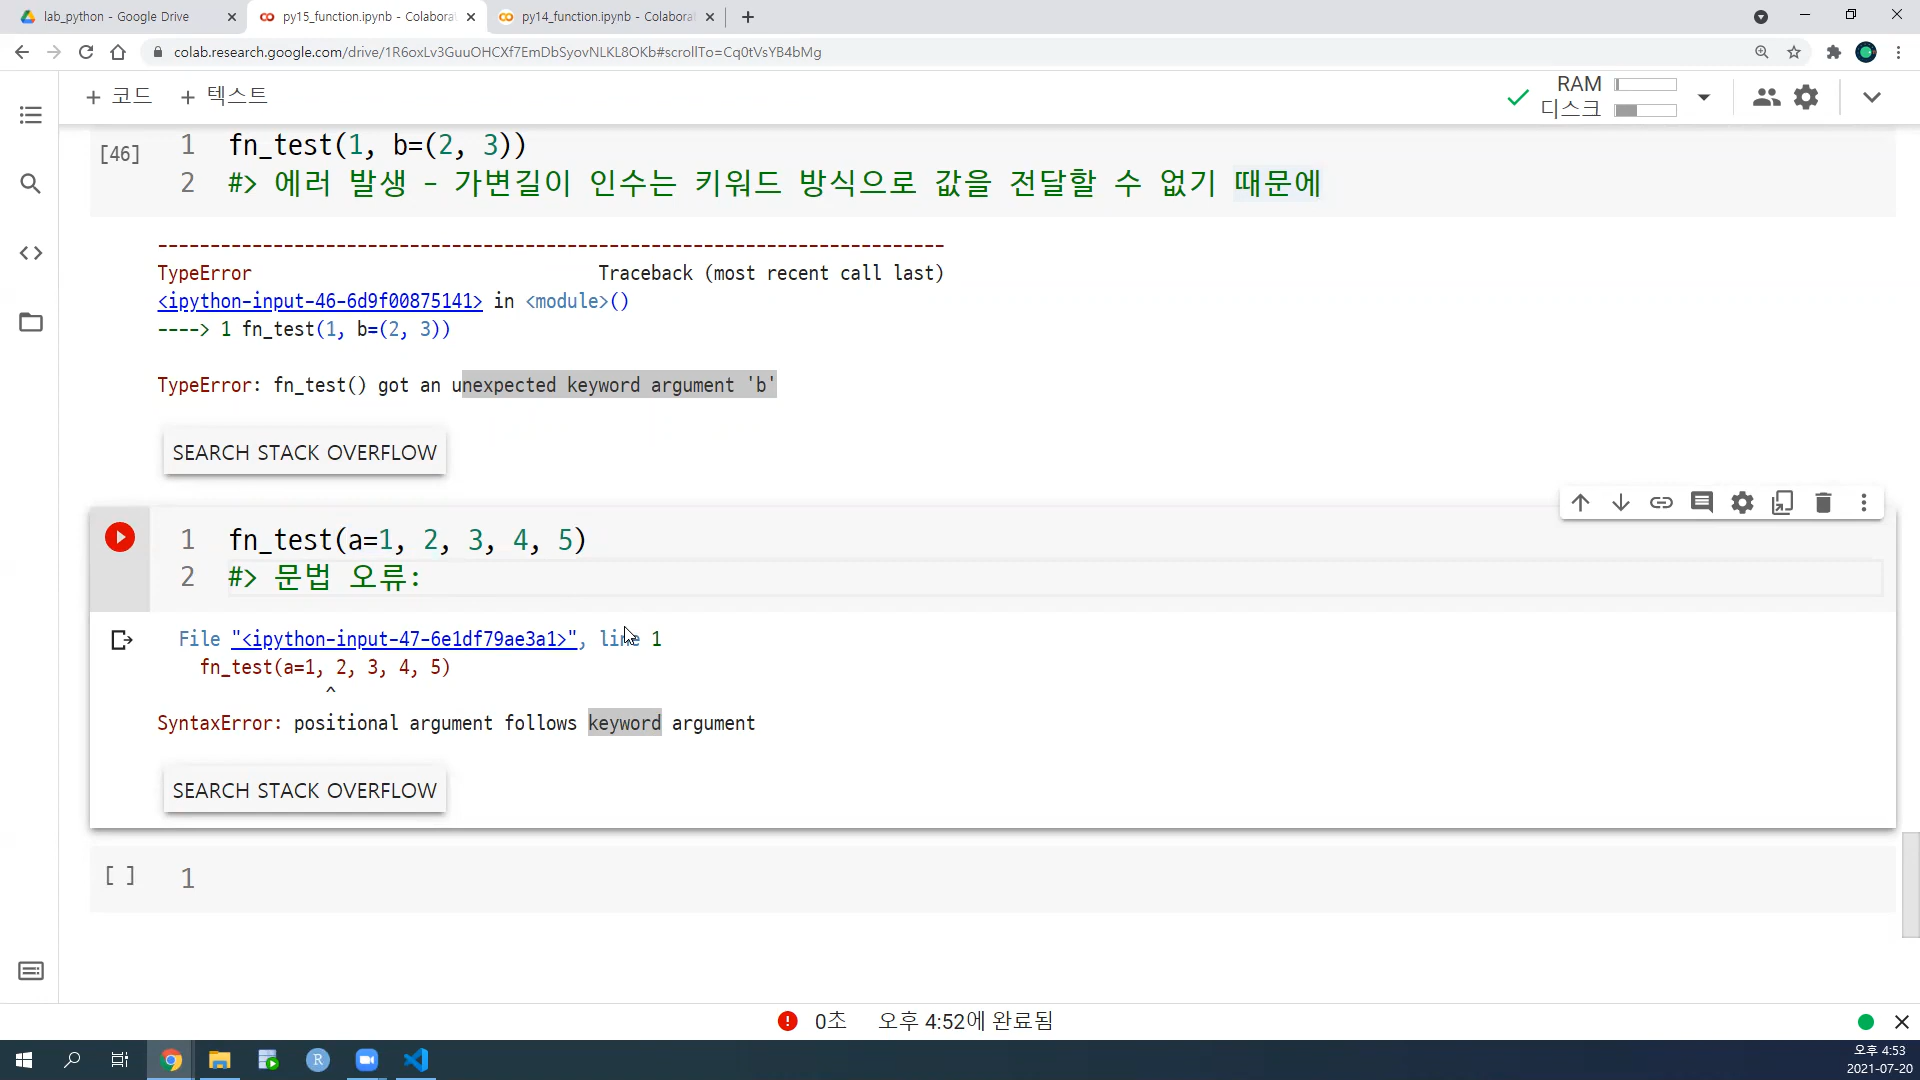 lab_python - Google Drive
py15_function.ipynb - Colabora
py14_function.ipynb - Colabora
colab.research.google.com/drive/1R6oxLv3GuuOHCXf7EmDbSyovNLKL8OKb#scrollTo=Cq0tVsYB4bMg
+ 코드 + 텍스트
RAM
디스크
[46] 1 fn_test(1, b=(2, 3))
2 #> 에러 발생 - 가변길이 인수는 키워드 방식으로 값을 전달할 수 없기 때문에
---------------------------------------------------------------------------
TypeError Traceback (most recent call last)
<ipython-input-46-6d9f00875141> in <module>()
----> 1 fn_test(1, b=(2, 3))
TypeError: fn_test() got an unexpected keyword argument 'b'
SEARCH STACK OVERFLOW
1 fn_test(a=1, 2, 3, 4, 5)
2 #> 문법 오류:
File "<ipython-input-47-6e1df79ae3a1>", line 1
fn_test(a=1, 2, 3, 4, 5)
^
SyntaxError: positional argument follows keyword argument
SEARCH STACK OVERFLOW
[ ] 1
0초 오후 4:52에 완료됨
R
오후 4:53
2021-07-20